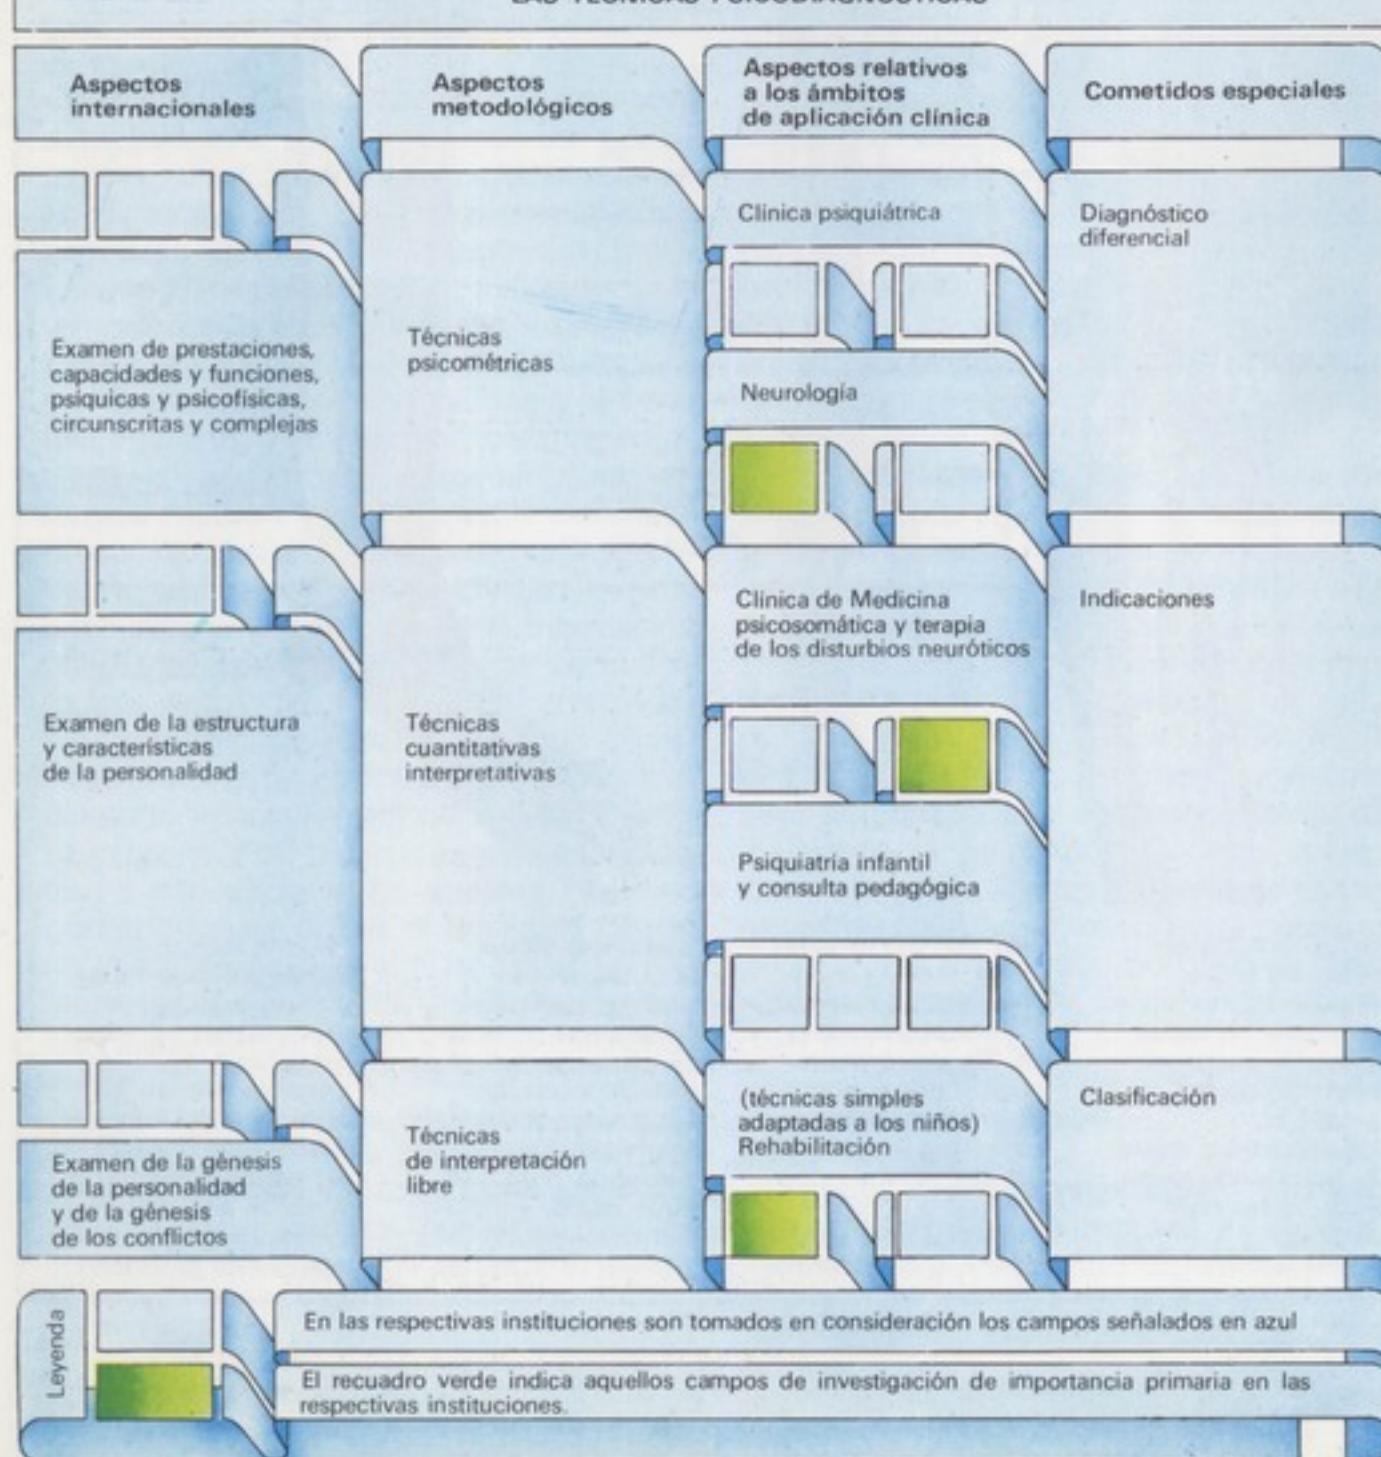 LAS TÉCNICAS PSICODIAGNÓSTICAS
Aspectos
internacionales
Aspectos
metodológicos
Aspectos relativos
a los ámbitos
de aplicación clínica
Cometidos especiales
Examen de prestaciones,
capacidades y funciones,
psíquicas y psicofísicas,
circunscritas y complejas
Técnicas
psicométricas
Clínica psiquiátrica
Neurología
Diagnóstico
diferencial
Examen de la estructura
y características
de la personalidad
Técnicas
cuantitativas
interpretativas
Clínica de Medicina
psicosomática y terapia
de los disturbios neuróticos
Psiquiatría infantil
y consulta pedagógica
Indicaciones
Examen de la génesis
de la personalidad
y de la génesis
de los conflictos
Técnicas
de interpretación
libre
(técnicas simples
adaptadas a los niños)
Rehabilitación
Clasificación
Leyenda
En las respectivas instituciones son tomados en consideración los campos señalados en azul
El recuadro verde indica aquellos campos de investigación de importancia primaria en las
respectivas instituciones.